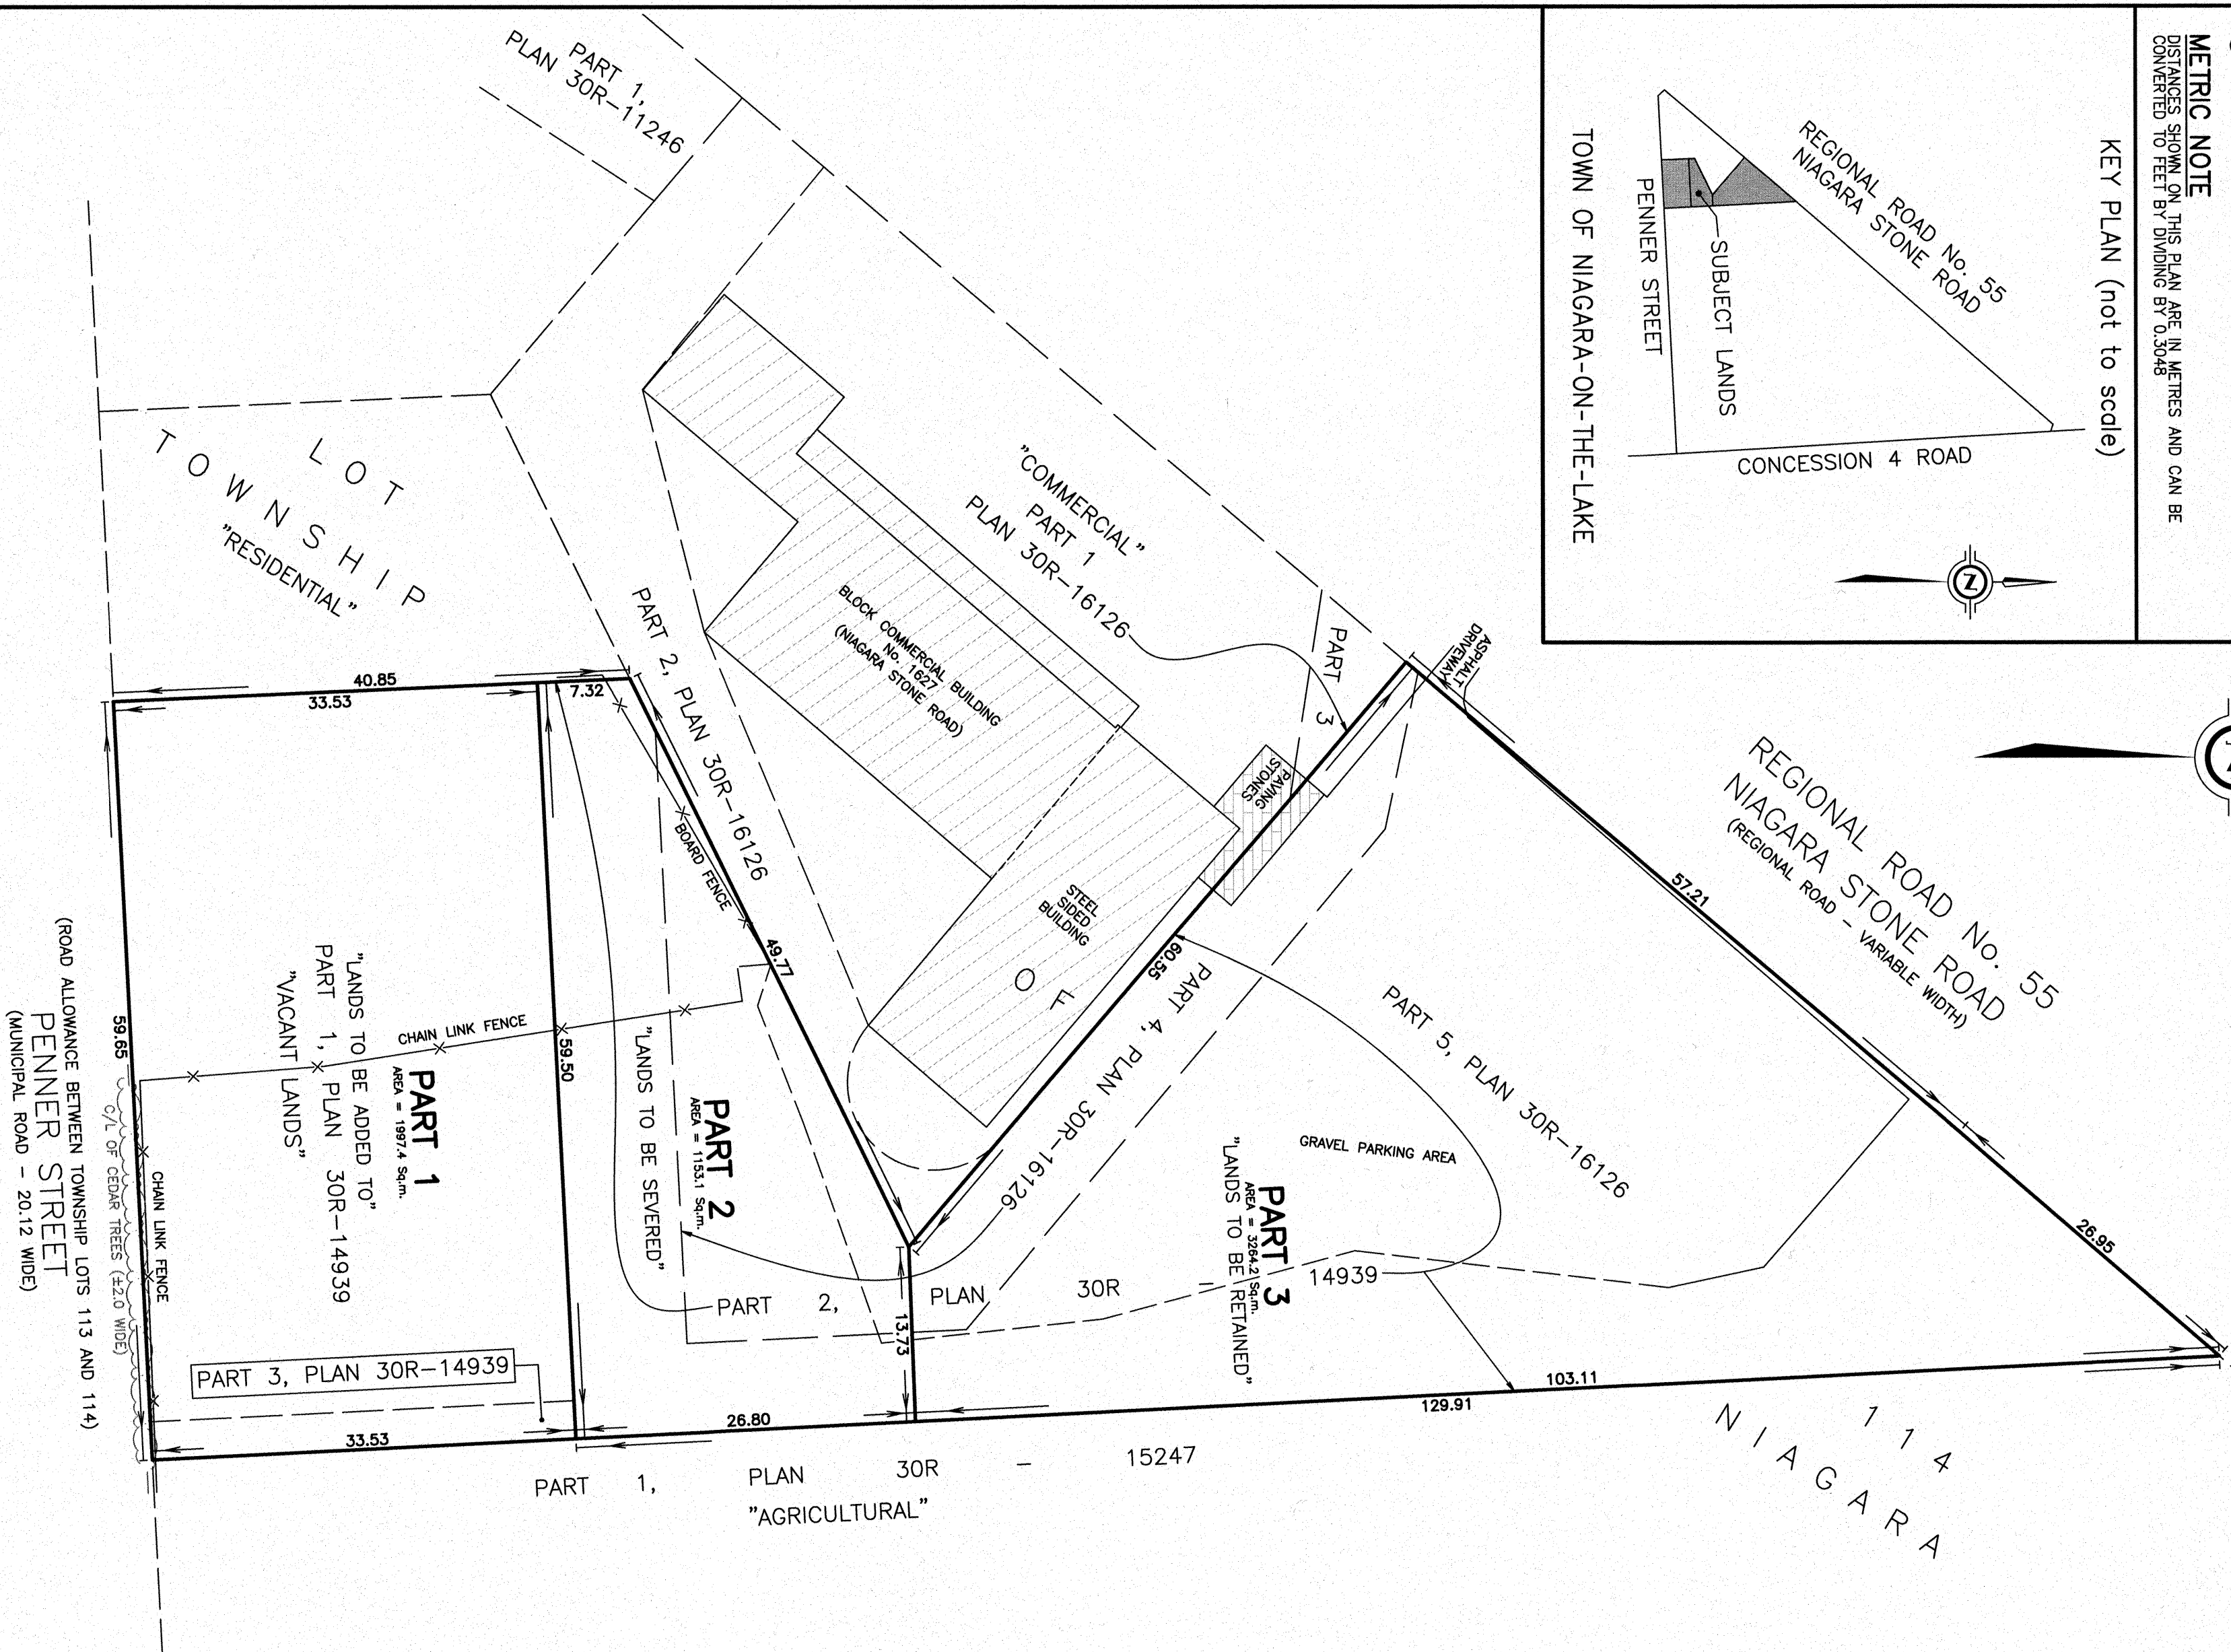 METRIC NOTE
DISTANCES SHOWN ON THIS PLAN ARE IN METRES AND CAN BE
CONVERTED TO FEET BY DIVIDING BY 0.3048
KEY PLAN (not to scale)
REGIONAL ROAD No. 55
NIAGARA STONE ROAD
SUBJECT LANDS
PENNER STREET
CONCESSION 4 ROAD
TOWN OF NIAGARA-ON-THE-LAKE
PART 1,
PLAN 30R-11246
LOT
TOWNSHIP
"RESIDENTIAL"
"COMMERCIAL"
PART 1
PLAN 30R-16126
BLOCK COMMERCIAL BUILDING
No. 1627
(NIAGARA STONE ROAD)
PART 2, PLAN 30R-16126
PART 3
ASPHALT
DRIVEWAY
PAVING
STONES
STEEL
SIDED
BUILDING
OF
REGIONAL ROAD No. 55
NIAGARA STONE ROAD
(REGIONAL ROAD - VARIABLE WIDTH)
57.21
26.95
60.55
49.77
40.85
33.53
7.32
BOARD FENCE
PART 4, PLAN 30R-16126
PART 5, PLAN 30R-16126
GRAVEL PARKING AREA
PART 3
AREA = 3264.2 Sq.m.
"LANDS TO BE RETAINED"
PART 2
AREA = 1153.1 Sq.m.
"LANDS TO BE SEVERED"
59.50
PART 1
AREA = 1997.4 Sq.m.
"LANDS TO BE ADDED TO"
PART 1, PLAN 30R-14939
"VACANT LANDS"
CHAIN LINK FENCE
CHAIN LINK FENCE
C/L OF CEDAR TREES (±2.0 WIDE)
59.65
(ROAD ALLOWANCE BETWEEN TOWNSHIP LOTS 113 AND 114)
PENNER STREET
(MUNICIPAL ROAD - 20.12 WIDE)
PART 2, PLAN 30R - 14939
13.73
PART 3, PLAN 30R-14939
33.53
26.80
103.11
129.91
PART 1, PLAN 30R - 15247
"AGRICULTURAL"
114
NIAGARA